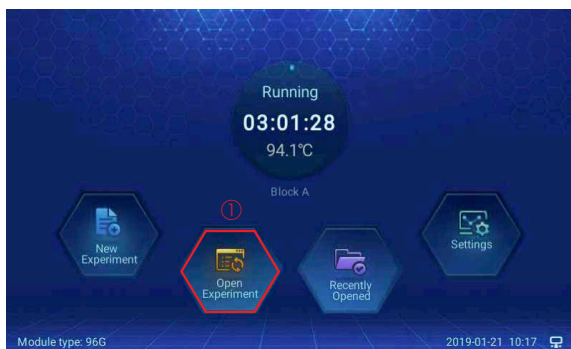 Running
03:01:28
94.1℃
Block A
①
New
Experiment
Open
Experiment
Recently
Opened
Settings
Module type: 96G
2019-01-21 10:17